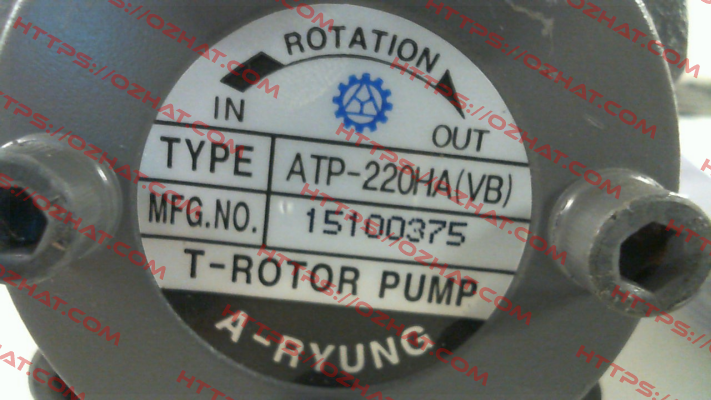 ROTATION
IN
OUT
TYPE ATP-220HA(VB)
MFG.NO. 15100375
T-ROTOR PUMP
A-RYUNG
HTTPS://OZHAT.COM